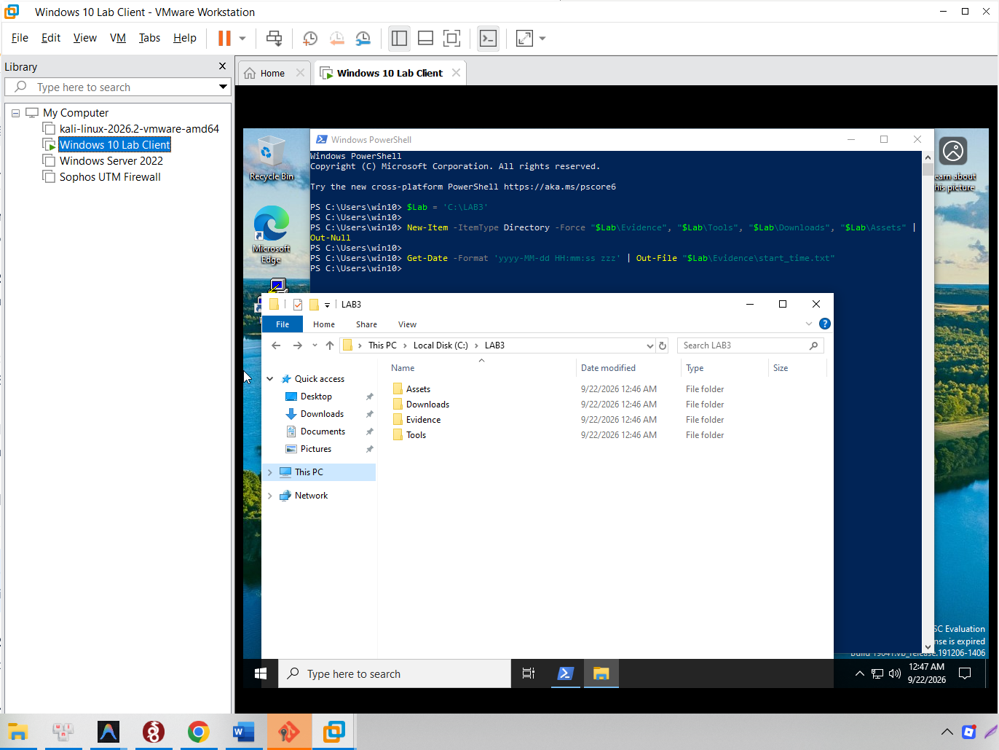 Windows 10 Lab Client - VMware Workstation
File Edit View VM Tabs Help
Library
Type here to search
My Computer
kali-linux-2026.2-vmware-amd64
Windows 10 Lab Client
Windows Server 2022
Sophos UTM Firewall
Home
Windows 10 Lab Client
Recycle Bin
Microsoft
Edge
earn about
his picture
Windows PowerShell
Windows PowerShell
Copyright (C) Microsoft Corporation. All rights reserved.
Try the new cross-platform PowerShell https://aka.ms/pscore6
PS C:\Users\win10> $Lab = 'C:\LAB3'
PS C:\Users\win10>
PS C:\Users\win10> New-Item -ItemType Directory -Force "$Lab\Evidence", "$Lab\Tools", "$Lab\Downloads", "$Lab\Assets" |
Out-Null
PS C:\Users\win10>
PS C:\Users\win10> Get-Date -Format 'yyyy-MM-dd HH:mm:ss zzz' | Out-File "$Lab\Evidence\start_time.txt"
PS C:\Users\win10>
LAB3
File Home Share View
This PC > Local Disk (C:) > LAB3
Search LAB3
Quick access
Desktop
Downloads
Documents
Pictures
This PC
Network
Name Date modified Type Size
Assets 9/22/2026 12:46 AM File folder
Downloads 9/22/2026 12:46 AM File folder
Evidence 9/22/2026 12:46 AM File folder
Tools 9/22/2026 12:46 AM File folder
SC Evaluation
nse is expired
Build 19041.vb_release.191206-1406
Type here to search
12:47 AM
9/22/2026